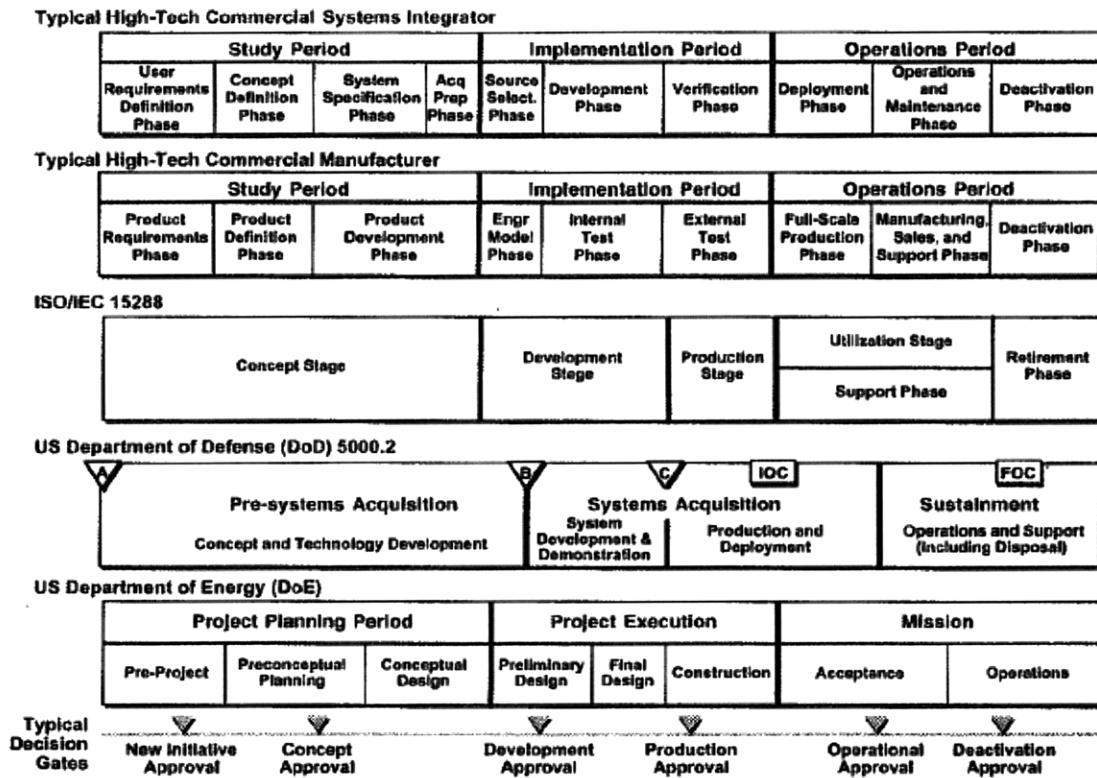 Typical High-Tech Commercial Systems Integrator
Study Period
Implementation Period
Operations Period
User
Requirements
Definition
Phase
Concept
Definition
Phase
System
Specification
Phase
Acq
Prep
Phase
Source
Select.
Phase
Development
Phase
Verification
Phase
Deployment
Phase
Operations
and
Maintenance
Phase
Deactivation
Phase
Typical High-Tech Commercial Manufacturer
Study Period
Implementation Period
Operations Period
Product
Requirements
Phase
Product
Definition
Phase
Product
Development
Phase
Engr
Model
Phase
Internal
Test
Phase
External
Test
Phase
Full-Scale
Production
Phase
Manufacturing,
Sales, and
Support Phase
Deactivation
Phase
ISO/IEC 15288
Concept Stage
Development
Stage
Production
Stage
Utilization Stage
Support Phase
Retirement
Phase
US Department of Defense (DoD) 5000.2
A
B
C
IOC
FOC
Pre-systems Acquisition
Concept and Technology Development
Systems Acquisition
System
Development &
Demonstration
Production and
Deployment
Sustainment
Operations and Support
(Including Disposal)
US Department of Energy (DoE)
Project Planning Period
Project Execution
Mission
Pre-Project
Preconceptual
Planning
Conceptual
Design
Preliminary
Design
Final
Design
Construction
Acceptance
Operations
Typical
Decision
Gates
New Initiative
Approval
Concept
Approval
Development
Approval
Production
Approval
Operational
Approval
Deactivation
Approval